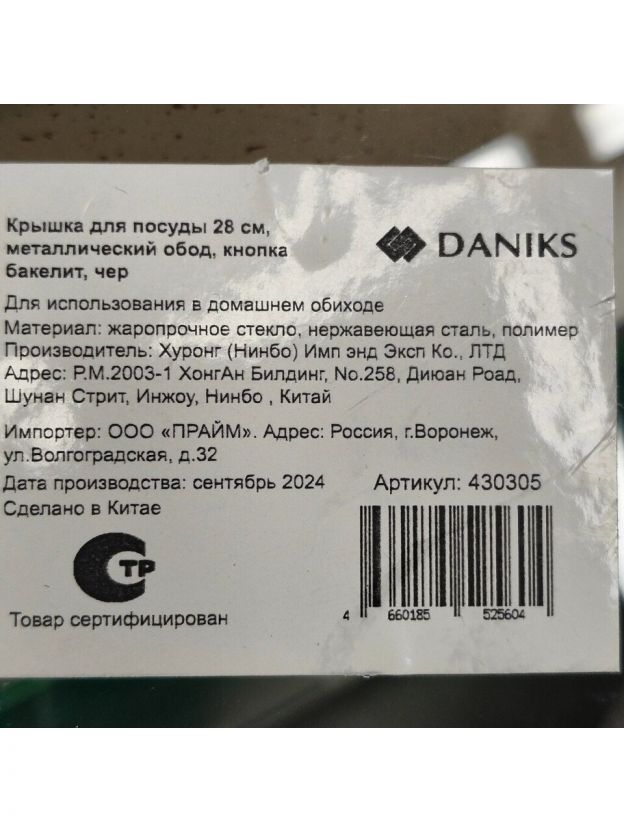 Крышка для посуды 28 см,
металлический обод, кнопка
бакелит, чер
DANIKS
Для использования в домашнем обиходе
Материал: жаропрочное стекло, нержавеющая сталь, полимер
Производитель: Хуронг (Нинбо) Имп энд Эксп Ко., ЛТД
Адрес: Р.М.2003-1 ХонгАн Билдинг, No.258, Диюан Роад,
Шунан Стрит, Инжоу, Нинбо , Китай
Импортер: ООО «ПРАЙМ». Адрес: Россия, г.Воронеж,
ул.Волгоградская, д.32
Дата производства: сентябрь 2024
Артикул: 430305
Сделано в Китае
СТР
Товар сертифицирован
4 660185 525604